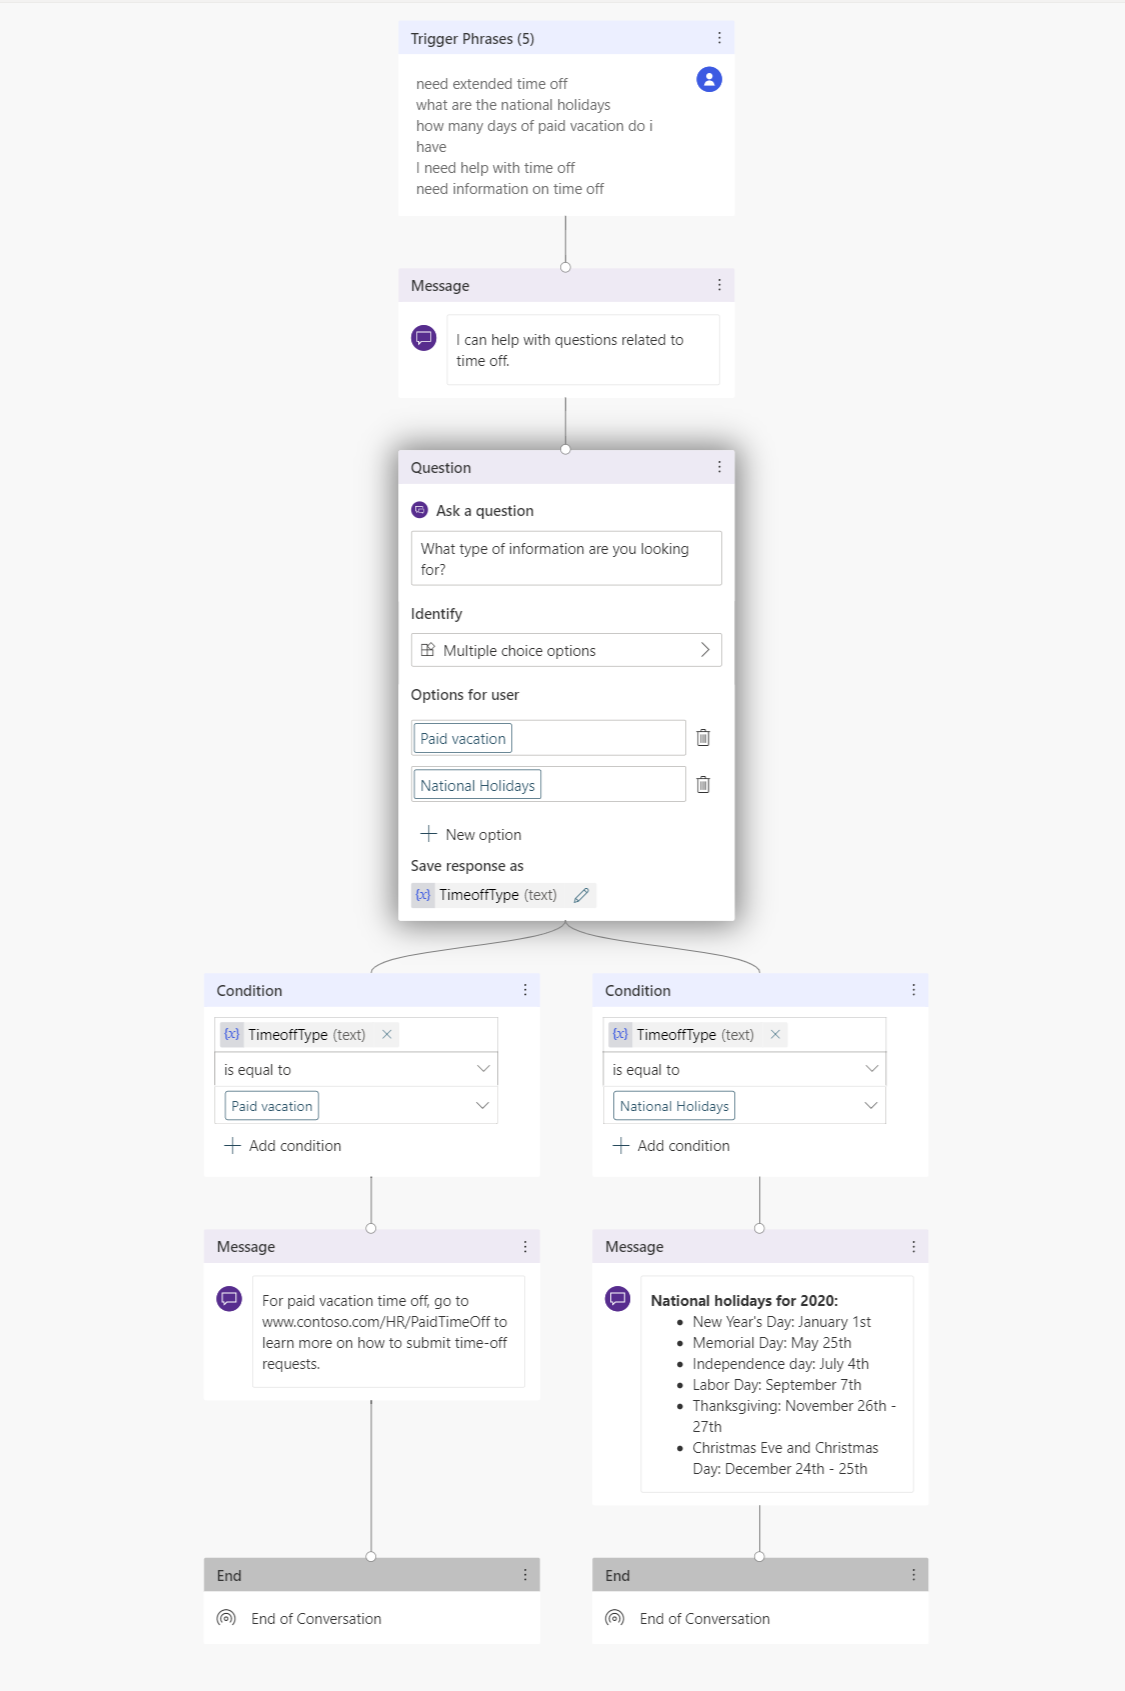 Trigger Phrases (5)
need extended time off
what are the national holidays
how many days of paid vacation do i
have
I need help with time off
need information on time off
Message
I can help with questions related to
time off.
Question
Ask a question
What type of information are you looking
for?
Identify
Multiple choice options
Options for user
Paid vacation
National Holidays
New option
Save response as
{x} TimeoffType (text)
Condition
{x} TimeoffType (text)
is equal to
Paid vacation
Add condition
Message
For paid vacation time off, go to
www.contoso.com/HR/PaidTimeOff to
learn more on how to submit time-off
requests.
End
End of Conversation
Condition
{x} TimeoffType (text)
is equal to
National Holidays
Add condition
Message
National holidays for 2020:
• New Year's Day: January 1st
• Memorial Day: May 25th
• Independence day: July 4th
• Labor Day: September 7th
• Thanksgiving: November 26th -
27th
• Christmas Eve and Christmas
Day: December 24th - 25th
End
End of Conversation